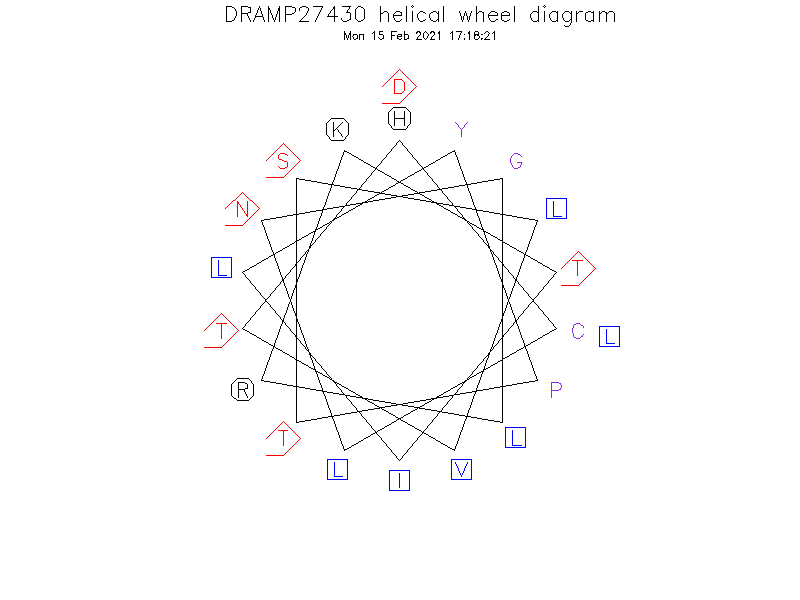 DRAMP27430 helical wheel diagram
Mon 15 Feb 2021 17:18:21
D
K H Y
S G
N L
L T
T C L
R P
T L
L I V